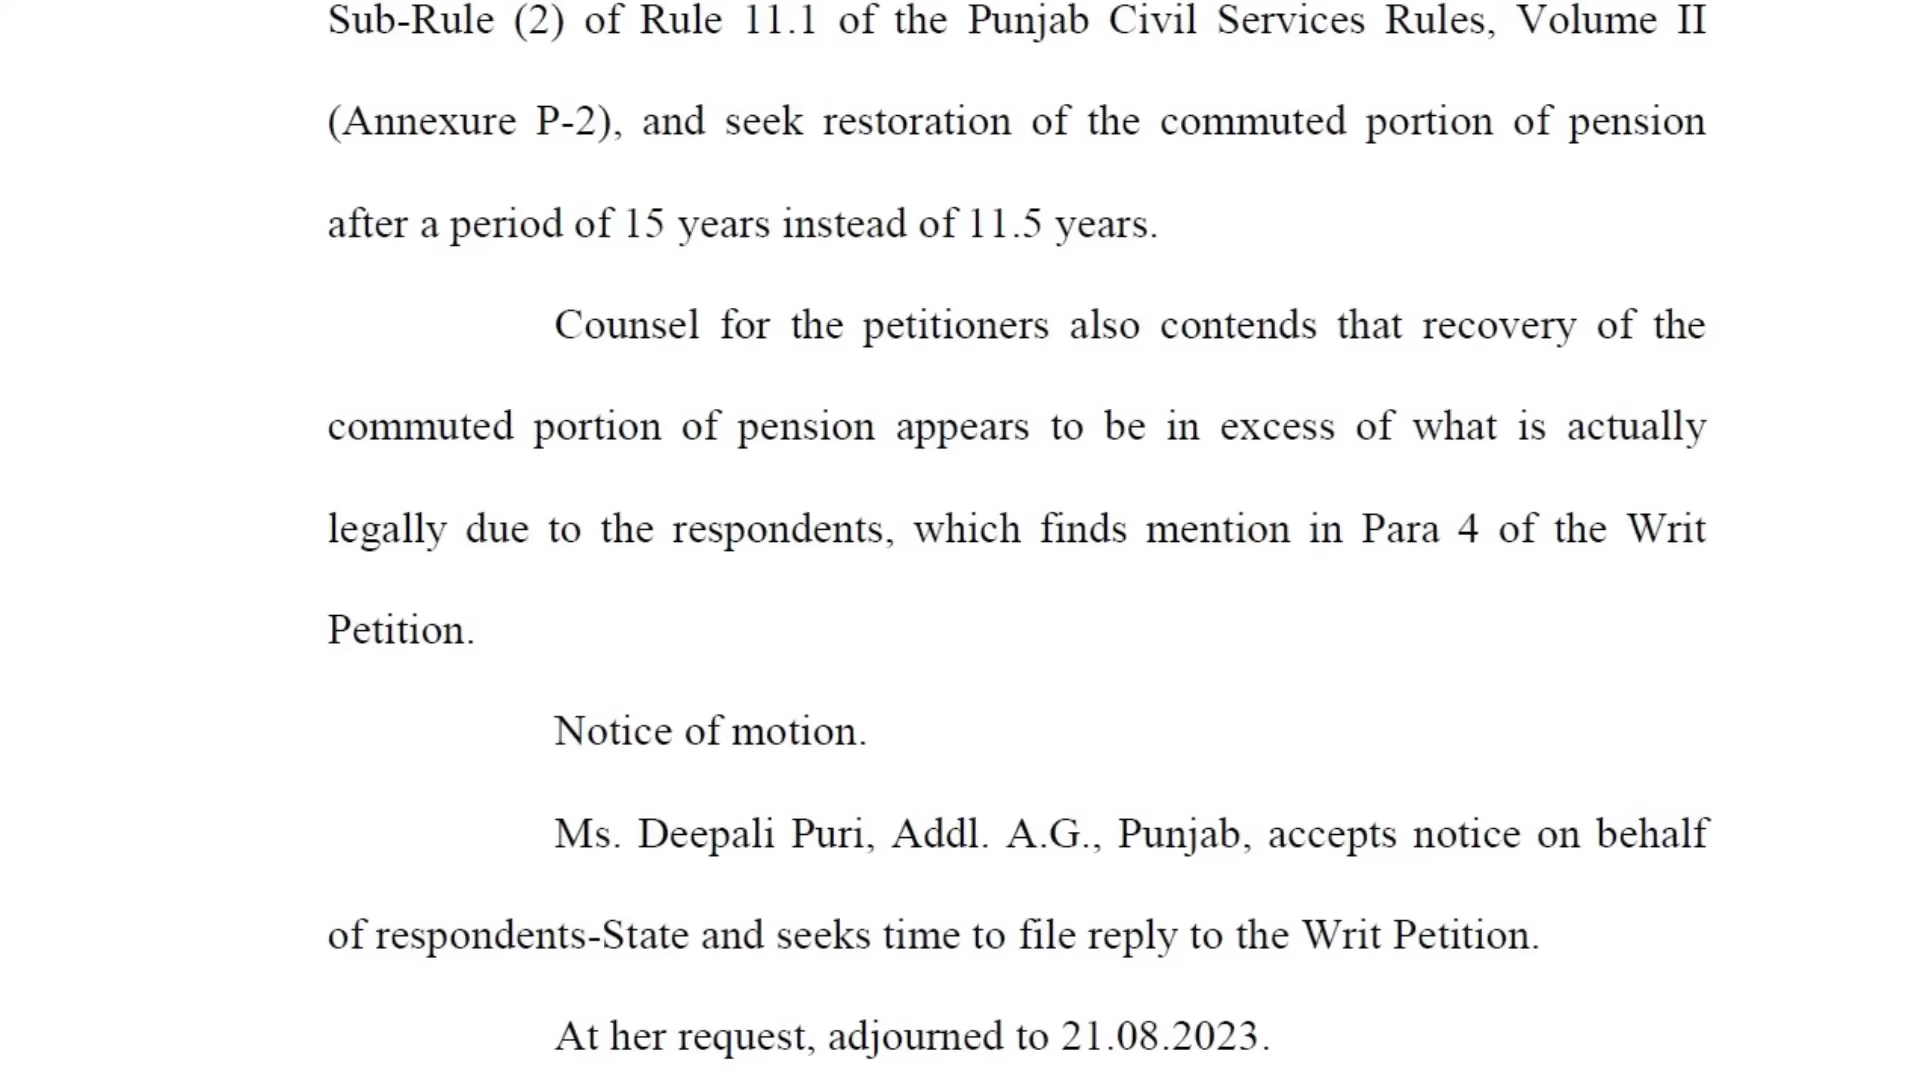 Sub-Rule (2) of Rule 11.1 of the Punjab Civil Services Rules, Volume II
(Annexure P-2), and seek restoration of the commuted portion of pension
after a period of 15 years instead of 11.5 years.
Counsel for the petitioners also contends that recovery of the
commuted portion of pension appears to be in excess of what is actually
legally due to the respondents, which finds mention in Para 4 of the Writ
Petition.
Notice of motion.
Ms. Deepali Puri, Addl. A.G., Punjab, accepts notice on behalf
of respondents-State and seeks time to file reply to the Writ Petition.
At her request, adjourned to 21.08.2023.